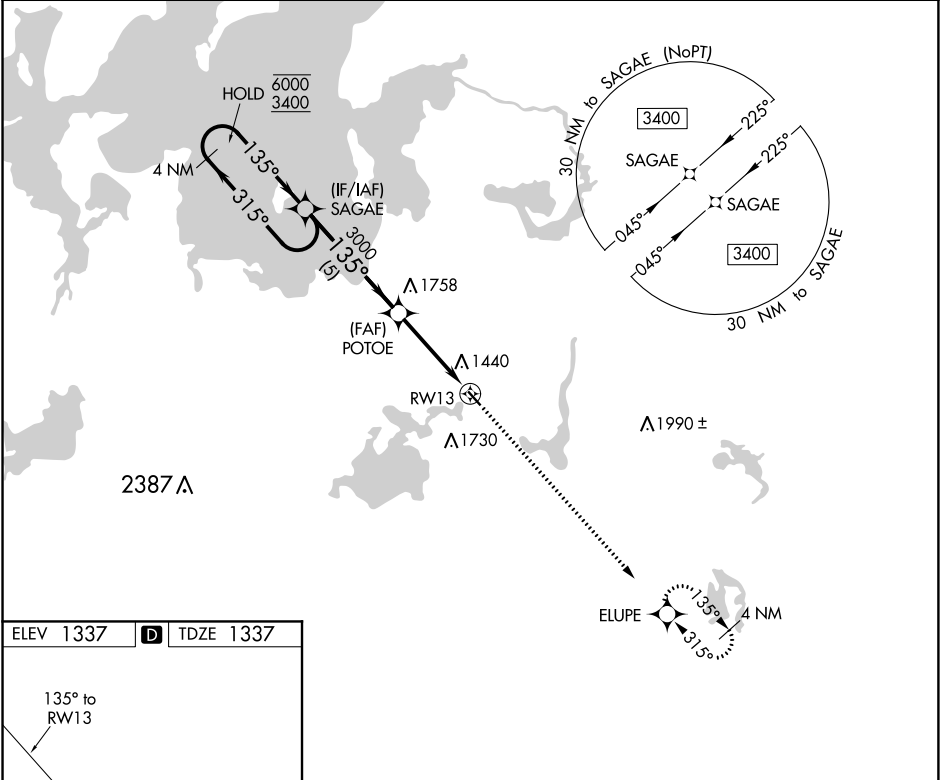 HOLD
6000
3400
135°
4 NM
315°
(IF/IAF)
SAGAE
3000
135°
(5)
1758
(FAF)
POTOE
1440
RW13
1730
1990 ±
2387
30 NM to SAGAE (NoPT)
3400
225°
SAGAE
045°
225°
SAGAE
045°
3400
30 NM to SAGAE
ELUPE
135°
4 NM
315°
ELEV 1337 D TDZE 1337
135° to
RW13